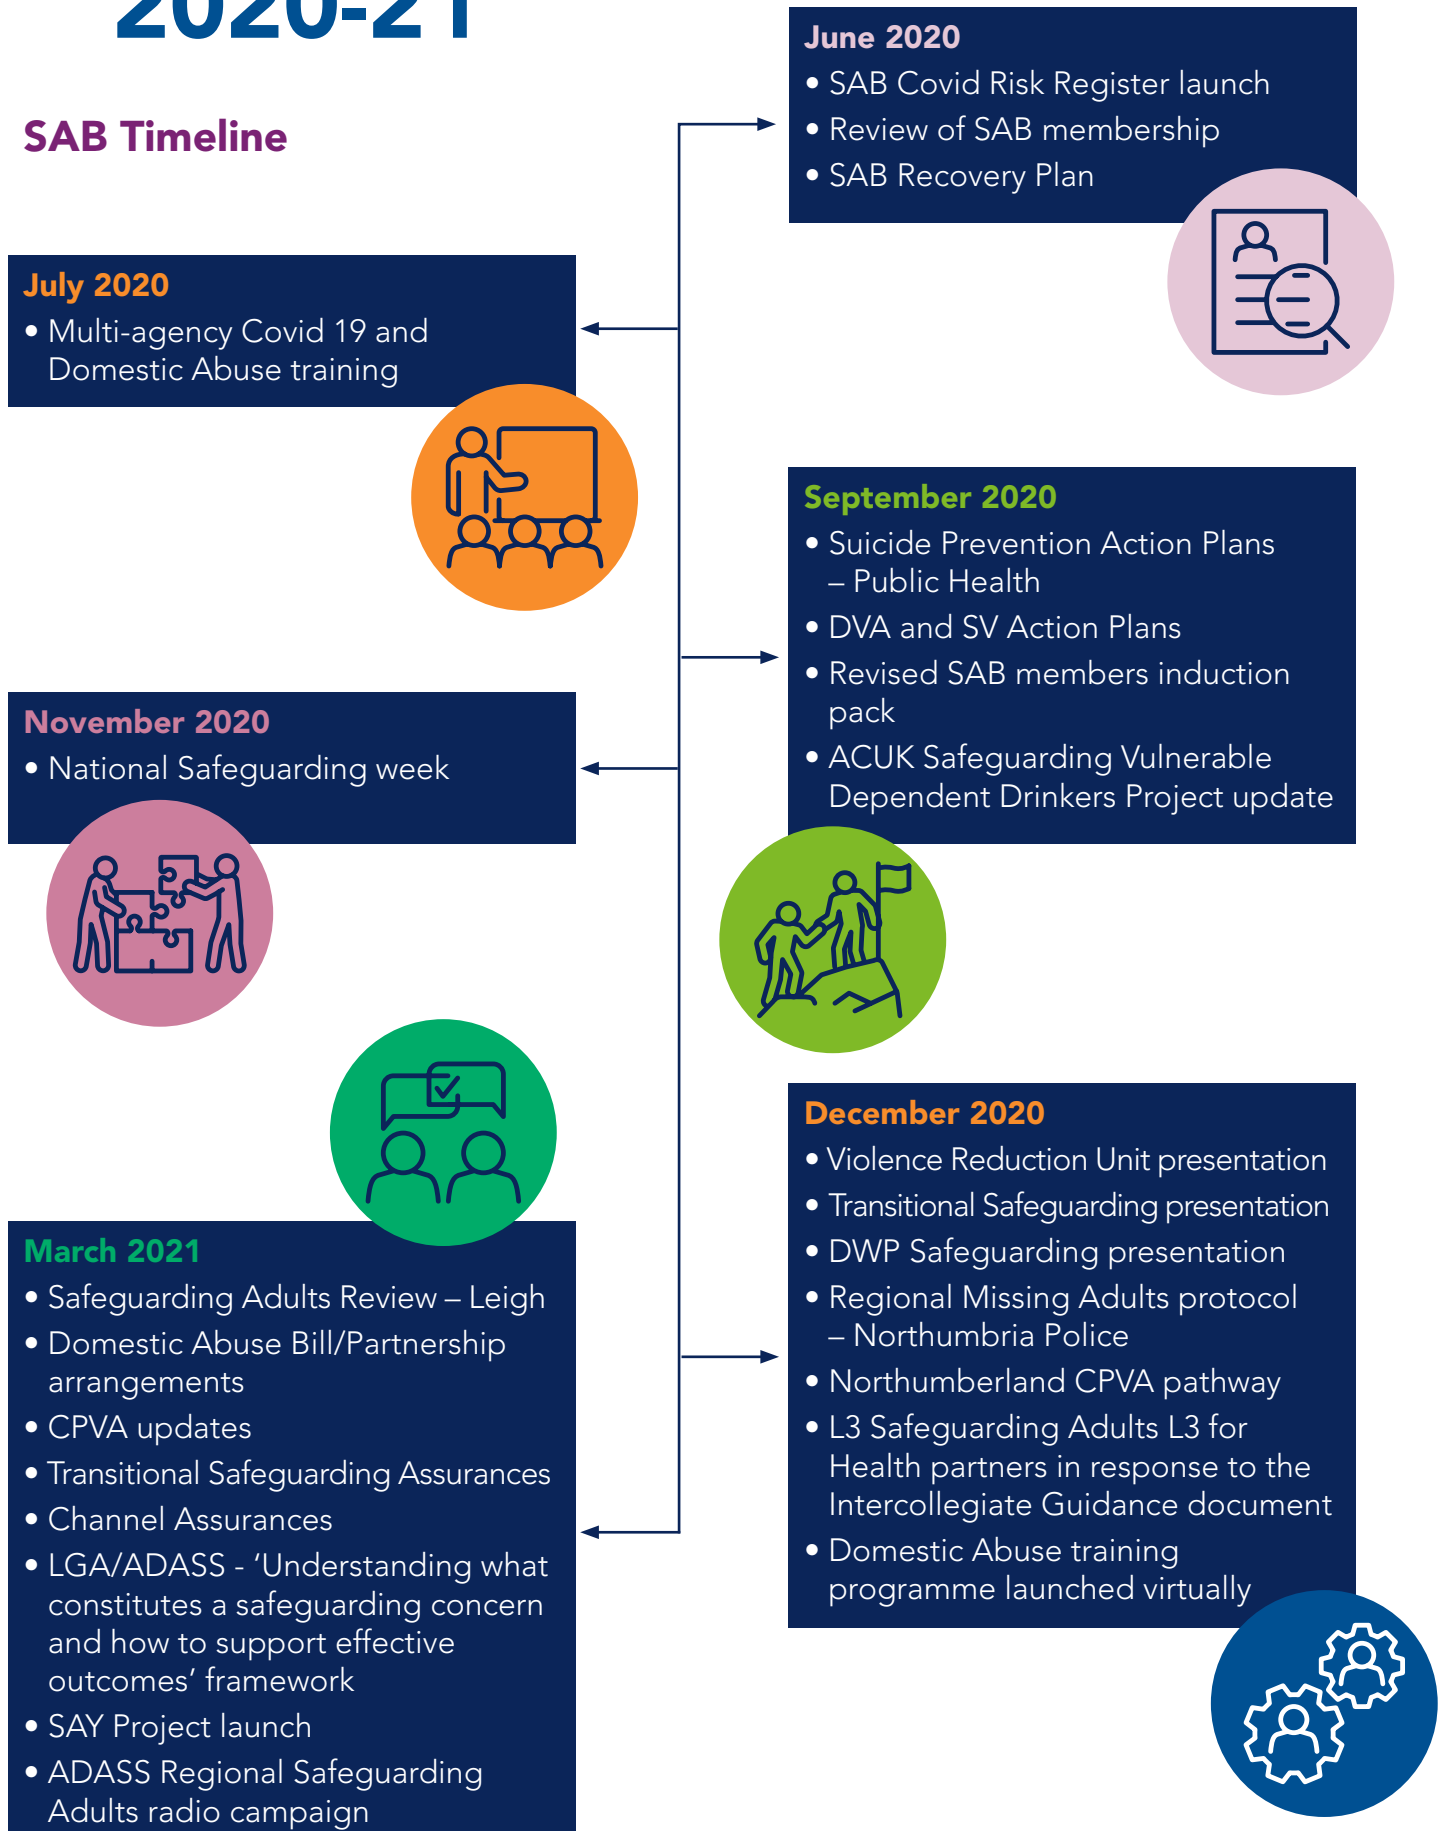 2020-21
SAB Timeline
June 2020
• SAB Covid Risk Register launch
• Review of SAB membership
• SAB Recovery Plan
July 2020
• Multi-agency Covid 19 and
Domestic Abuse training
September 2020
• Suicide Prevention Action Plans
– Public Health
• DVA and SV Action Plans
• Revised SAB members induction
pack
• ACUK Safeguarding Vulnerable
Dependent Drinkers Project update
November 2020
• National Safeguarding week
December 2020
• Violence Reduction Unit presentation
• Transitional Safeguarding presentation
• DWP Safeguarding presentation
• Regional Missing Adults protocol
– Northumbria Police
• Northumberland CPVA pathway
• L3 Safeguarding Adults L3 for
Health partners in response to the
Intercollegiate Guidance document
• Domestic Abuse training
programme launched virtually
March 2021
• Safeguarding Adults Review – Leigh
• Domestic Abuse Bill/Partnership
arrangements
• CPVA updates
• Transitional Safeguarding Assurances
• Channel Assurances
• LGA/ADASS - ‘Understanding what
constitutes a safeguarding concern
and how to support effective
outcomes’ framework
• SAY Project launch
• ADASS Regional Safeguarding
Adults radio campaign